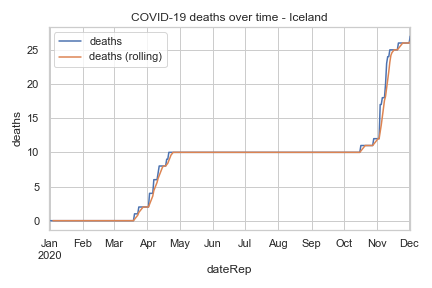 COVID-19 deaths over time - Iceland
deaths
deaths (rolling)
25
20
15
10
5
0
deaths
Jan Feb Mar Apr May Jun Jul Aug Sep Oct Nov Dec
2020
dateRep